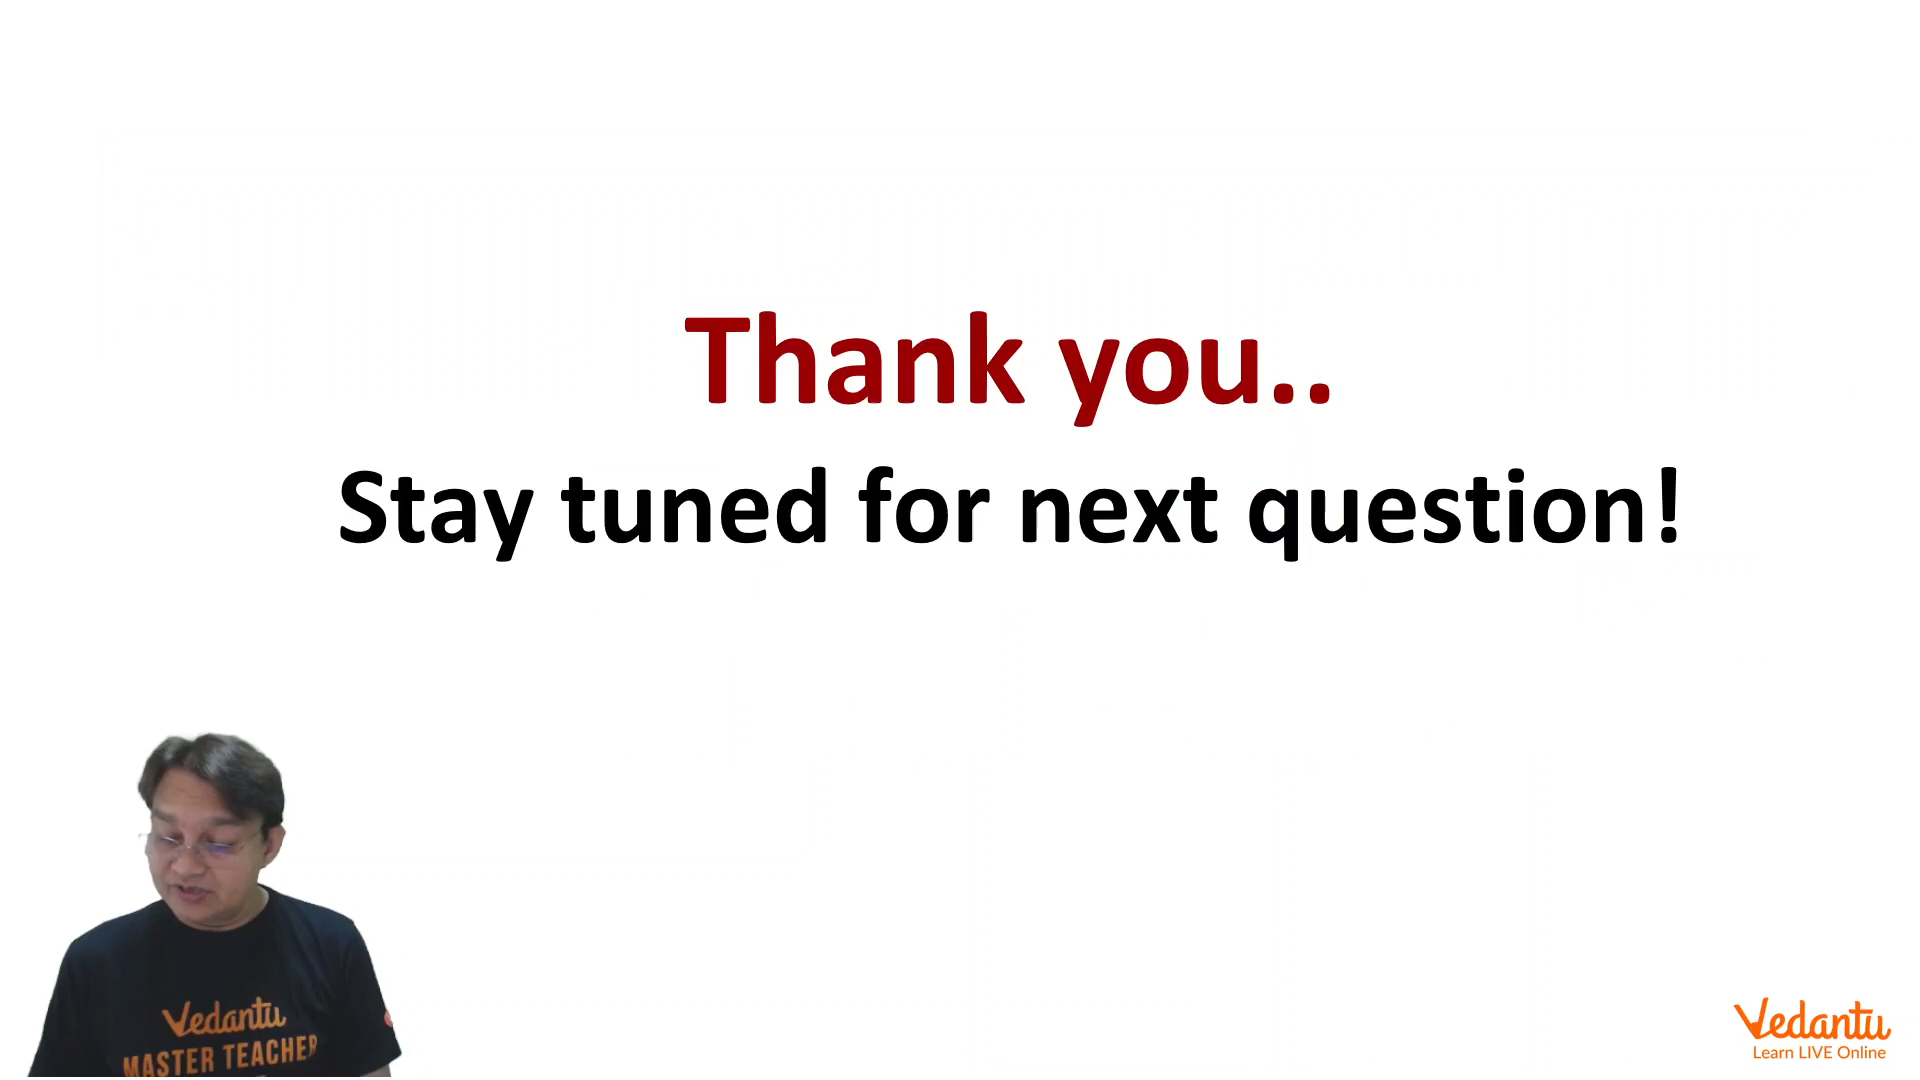 Thank you..
Stay tuned for next question!
Vedantu
MASTER TEACHER
Vedantu
Learn LIVE Online